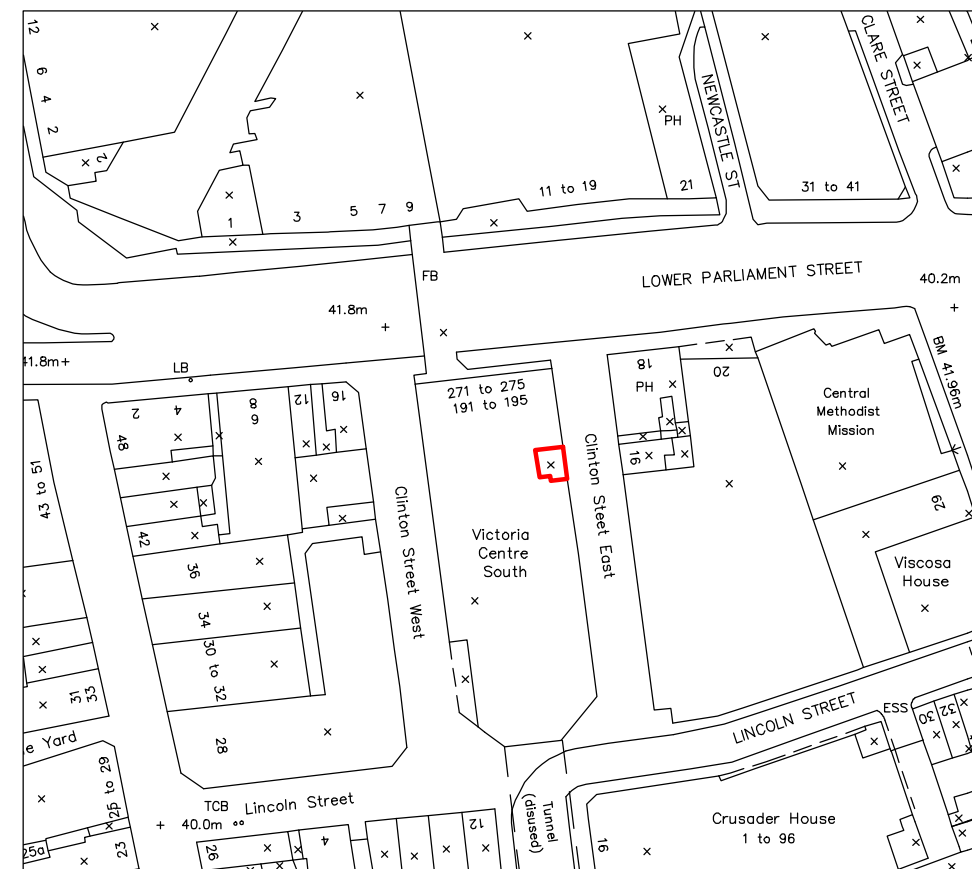 12
6
4
2
2
1
3
5
7
9
11 to 19
PH
21
NEWCASTLE ST
31 to 41
CLARE STREET
FB
LOWER PARLIAMENT STREET
40.2m
41.8m
+
+
41.8m+
LB
BM 41.96m
2
4
8
6
12
16
48
42
36
34
30 to 32
28
43 to 51
31
33
271 to 275
191 to 195
18
PH
16
20
Central
Methodist
Mission
29
Viscosa
House
Clinton Street West
Clinton Steet East
Victoria
Centre
South
LINCOLN STREET
ESS
30
32
e Yard
2p to 29
23
25a
TCB
Lincoln Street
+ 40.0m
26
4
12
Tunnel
(disused)
16
Crusader House
1 to 96